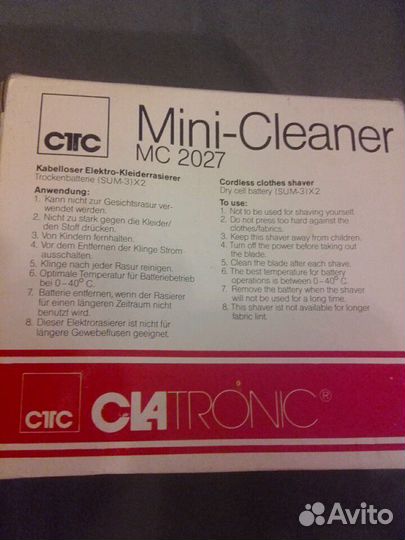 CTC
Mini-Cleaner
MC 2027
Kabelloser Elektro-Kleiderrasierer
Trockenbatterie (SUM-3)X2
Anwendung:
1. Kann nicht zur Gesichtsrasur ver-
wendet werden.
2. Nicht zu stark gegen die Kleider/
den Stoff drücken.
3. Von Kindern fernhalten.
4. Vor dem Entfernen der Klinge Strom
ausschalten.
5. Klinge nach jeder Rasur reinigen.
6. Optimale Temperatur für Batteriebetrieb
bei 0–40° C.
7. Batterie entfernen, wenn der Rasierer
für einen längeren Zeitraum nicht
benutzt wird.
8. Dieser Elektrorasierer ist nicht für
längere Gewebeflusen geeignet.
Cordless clothes shaver
Dry cell battery (SUM-3)X2
To use:
1. Not to be used for shaving yourself.
2. Do not press too hard against the
clothes/fabrics.
3. Keep this shaver away from children.
4. Turn off the power before taking out
the blade.
5. Clean the blade after each shave.
6. The best temperature for battery
operations is between 0–40° C.
7. Remove the battery when the shaver
will not be used for a long time.
8. This shaver is not available for longer
fabric lint.
CTC CLATRONIC®
Avito